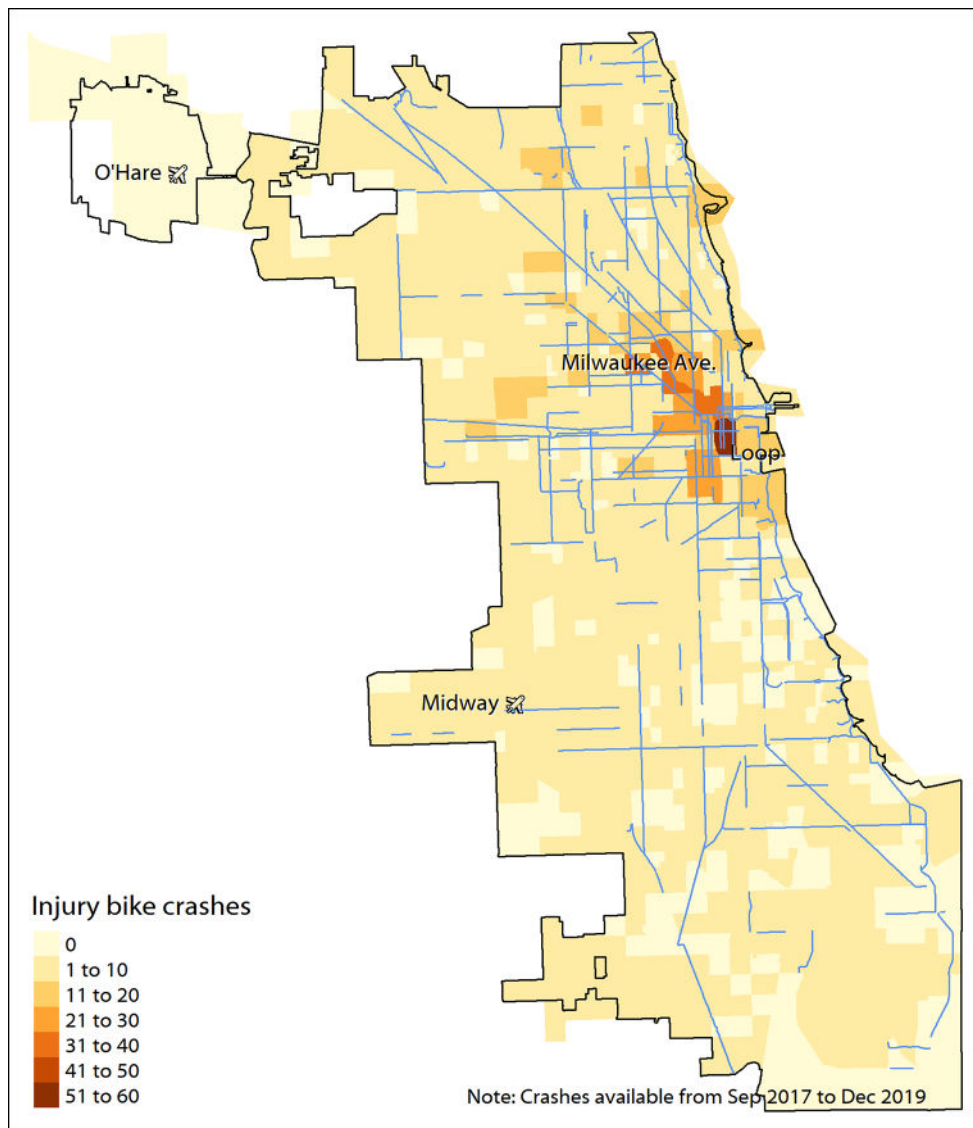 O'Hare
Milwaukee Ave.
Loop
Midway
Injury bike crashes
0
1 to 10
11 to 20
21 to 30
31 to 40
41 to 50
51 to 60
Note: Crashes available from Sep 2017 to Dec 2019